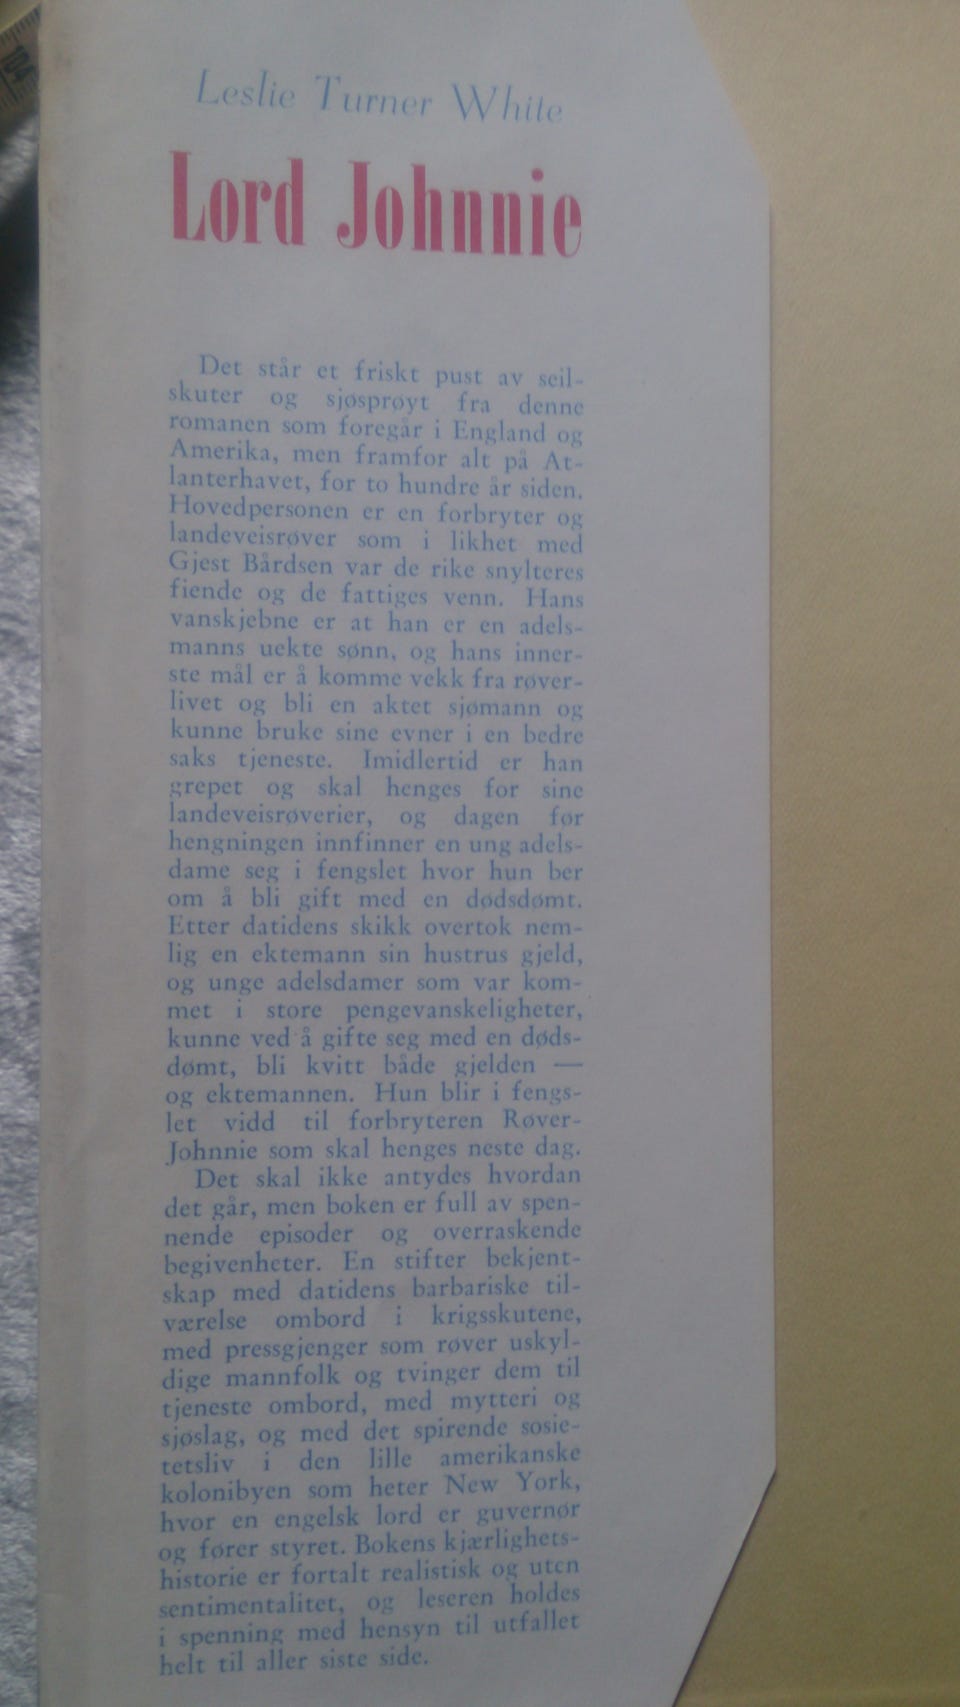 Leslie Turner White
Lord Johnnie
Det står et friskt pust av seil-
skuter og sjøsprøyt fra denne
romanen som foregår i England og
Amerika, men framfor alt på At-
lanterhavet, for to hundre år siden.
Hovedpersonen er en forbryter og
landeveisrøver som i likhet med
Gjest Bårdsen var de rike snylteres
fiende og de fattiges venn. Hans
vanskjebne er at han er en adels-
manns uekte sønn, og hans inner-
ste mål er å komme vekk fra røver-
livet og bli en aktet sjømann og
kunne bruke sine evner i en bedre
saks tjeneste. Imidlertid er han
grepet og skal henges for sine
landeveisrøverier, og dagen før
hengningen innfinner en ung adels-
dame seg i fengslet hvor hun ber
om å bli gift med en dødsdømt.
Etter datidens skikk overtok nem-
lig en ektemann sin hustrus gjeld,
og unge adelsdamer som var kom-
met i store pengevanskeligheter,
kunne ved å gifte seg med en døds-
dømt, bli kvitt både gjelden —
og ektemannen. Hun blir i fengs-
let vidd til forbryteren Røver-
Johnnie som skal henges neste dag.
Det skal ikke antydes hvordan
det går, men boken er full av spen-
nende episoder og overraskende
begivenheter. En stifter bekjent-
skap med datidens barbariske til-
værelse ombord i krigsskutene,
med pressgjenger som røver uskyl-
dige mannfolk og tvinger dem til
tjeneste ombord, med mytteri og
sjøslag, og med det spirende sosie-
tetsliv i den lille amerikanske
kolonibyen som heter New York,
hvor en engelsk lord er guvernør
og fører styret. Bokens kjærlighets-
historie er fortalt realistisk og uten
sentimentalitet, og leseren holdes
i spenning med hensyn til utfallet
helt til aller siste side.